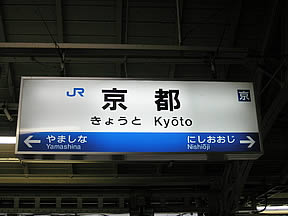 JR 京都 京
きょうと Kyōto
← やましな にしおおじ →
Yamashina Nishiōji